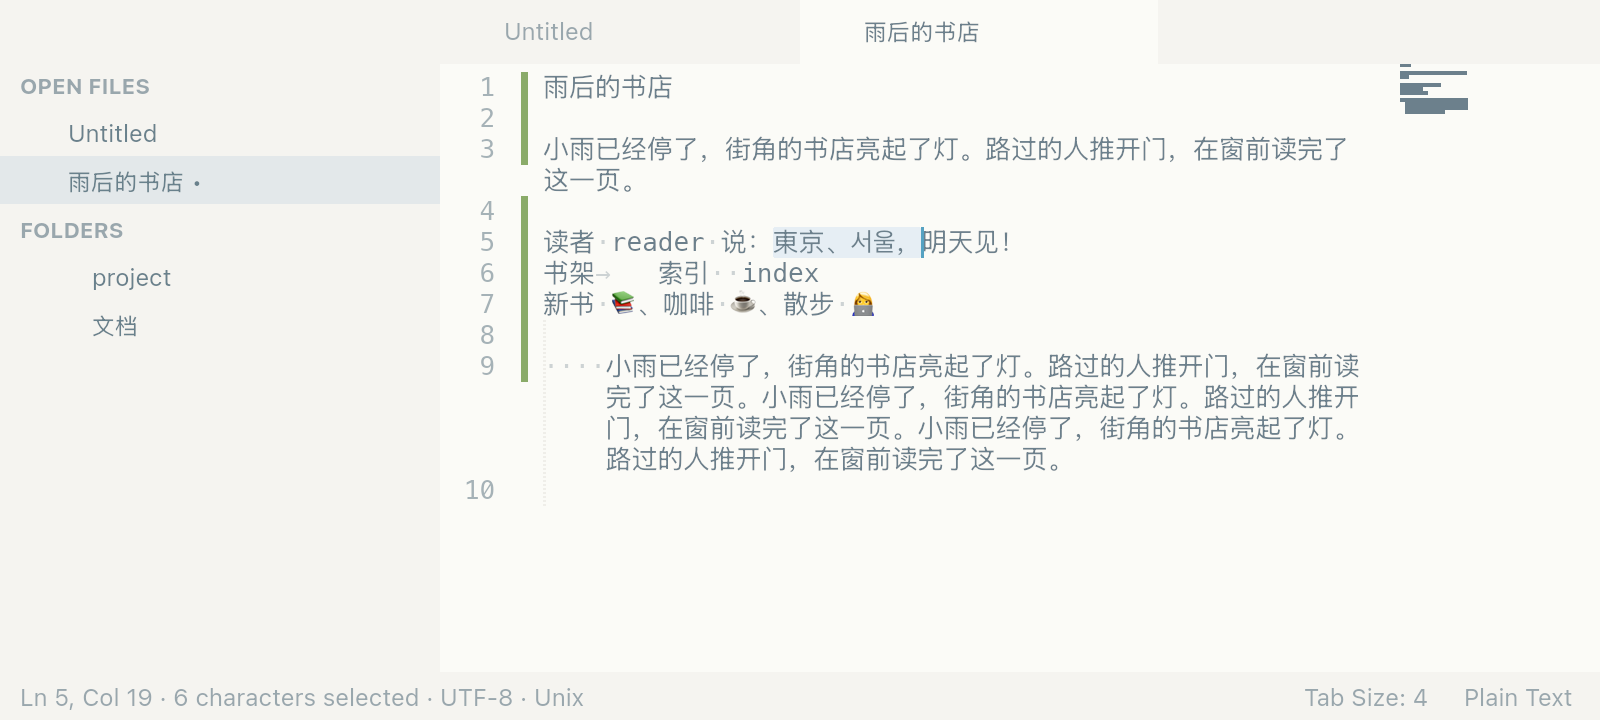 Untitled
雨后的书店
OPEN FILES
Untitled
雨后的书店 •
FOLDERS
project
文档
1 雨后的书店
2
3 小雨已经停了，街角的书店亮起了灯。路过的人推开门，在窗前读完了
这一页。
4
5 读者·reader·说：東京、서울，明天见！
6 书架→ 索引··index
7 新书·📚、咖啡·☕、散步·👩‍💻
8
9 ····小雨已经停了，街角的书店亮起了灯。路过的人推开门，在窗前读
完了这一页。小雨已经停了，街角的书店亮起了灯。路过的人推开
门，在窗前读完了这一页。小雨已经停了，街角的书店亮起了灯。
路过的人推开门，在窗前读完了这一页。
10
Ln 5, Col 19 · 6 characters selected · UTF-8 · Unix
Tab Size: 4
Plain Text